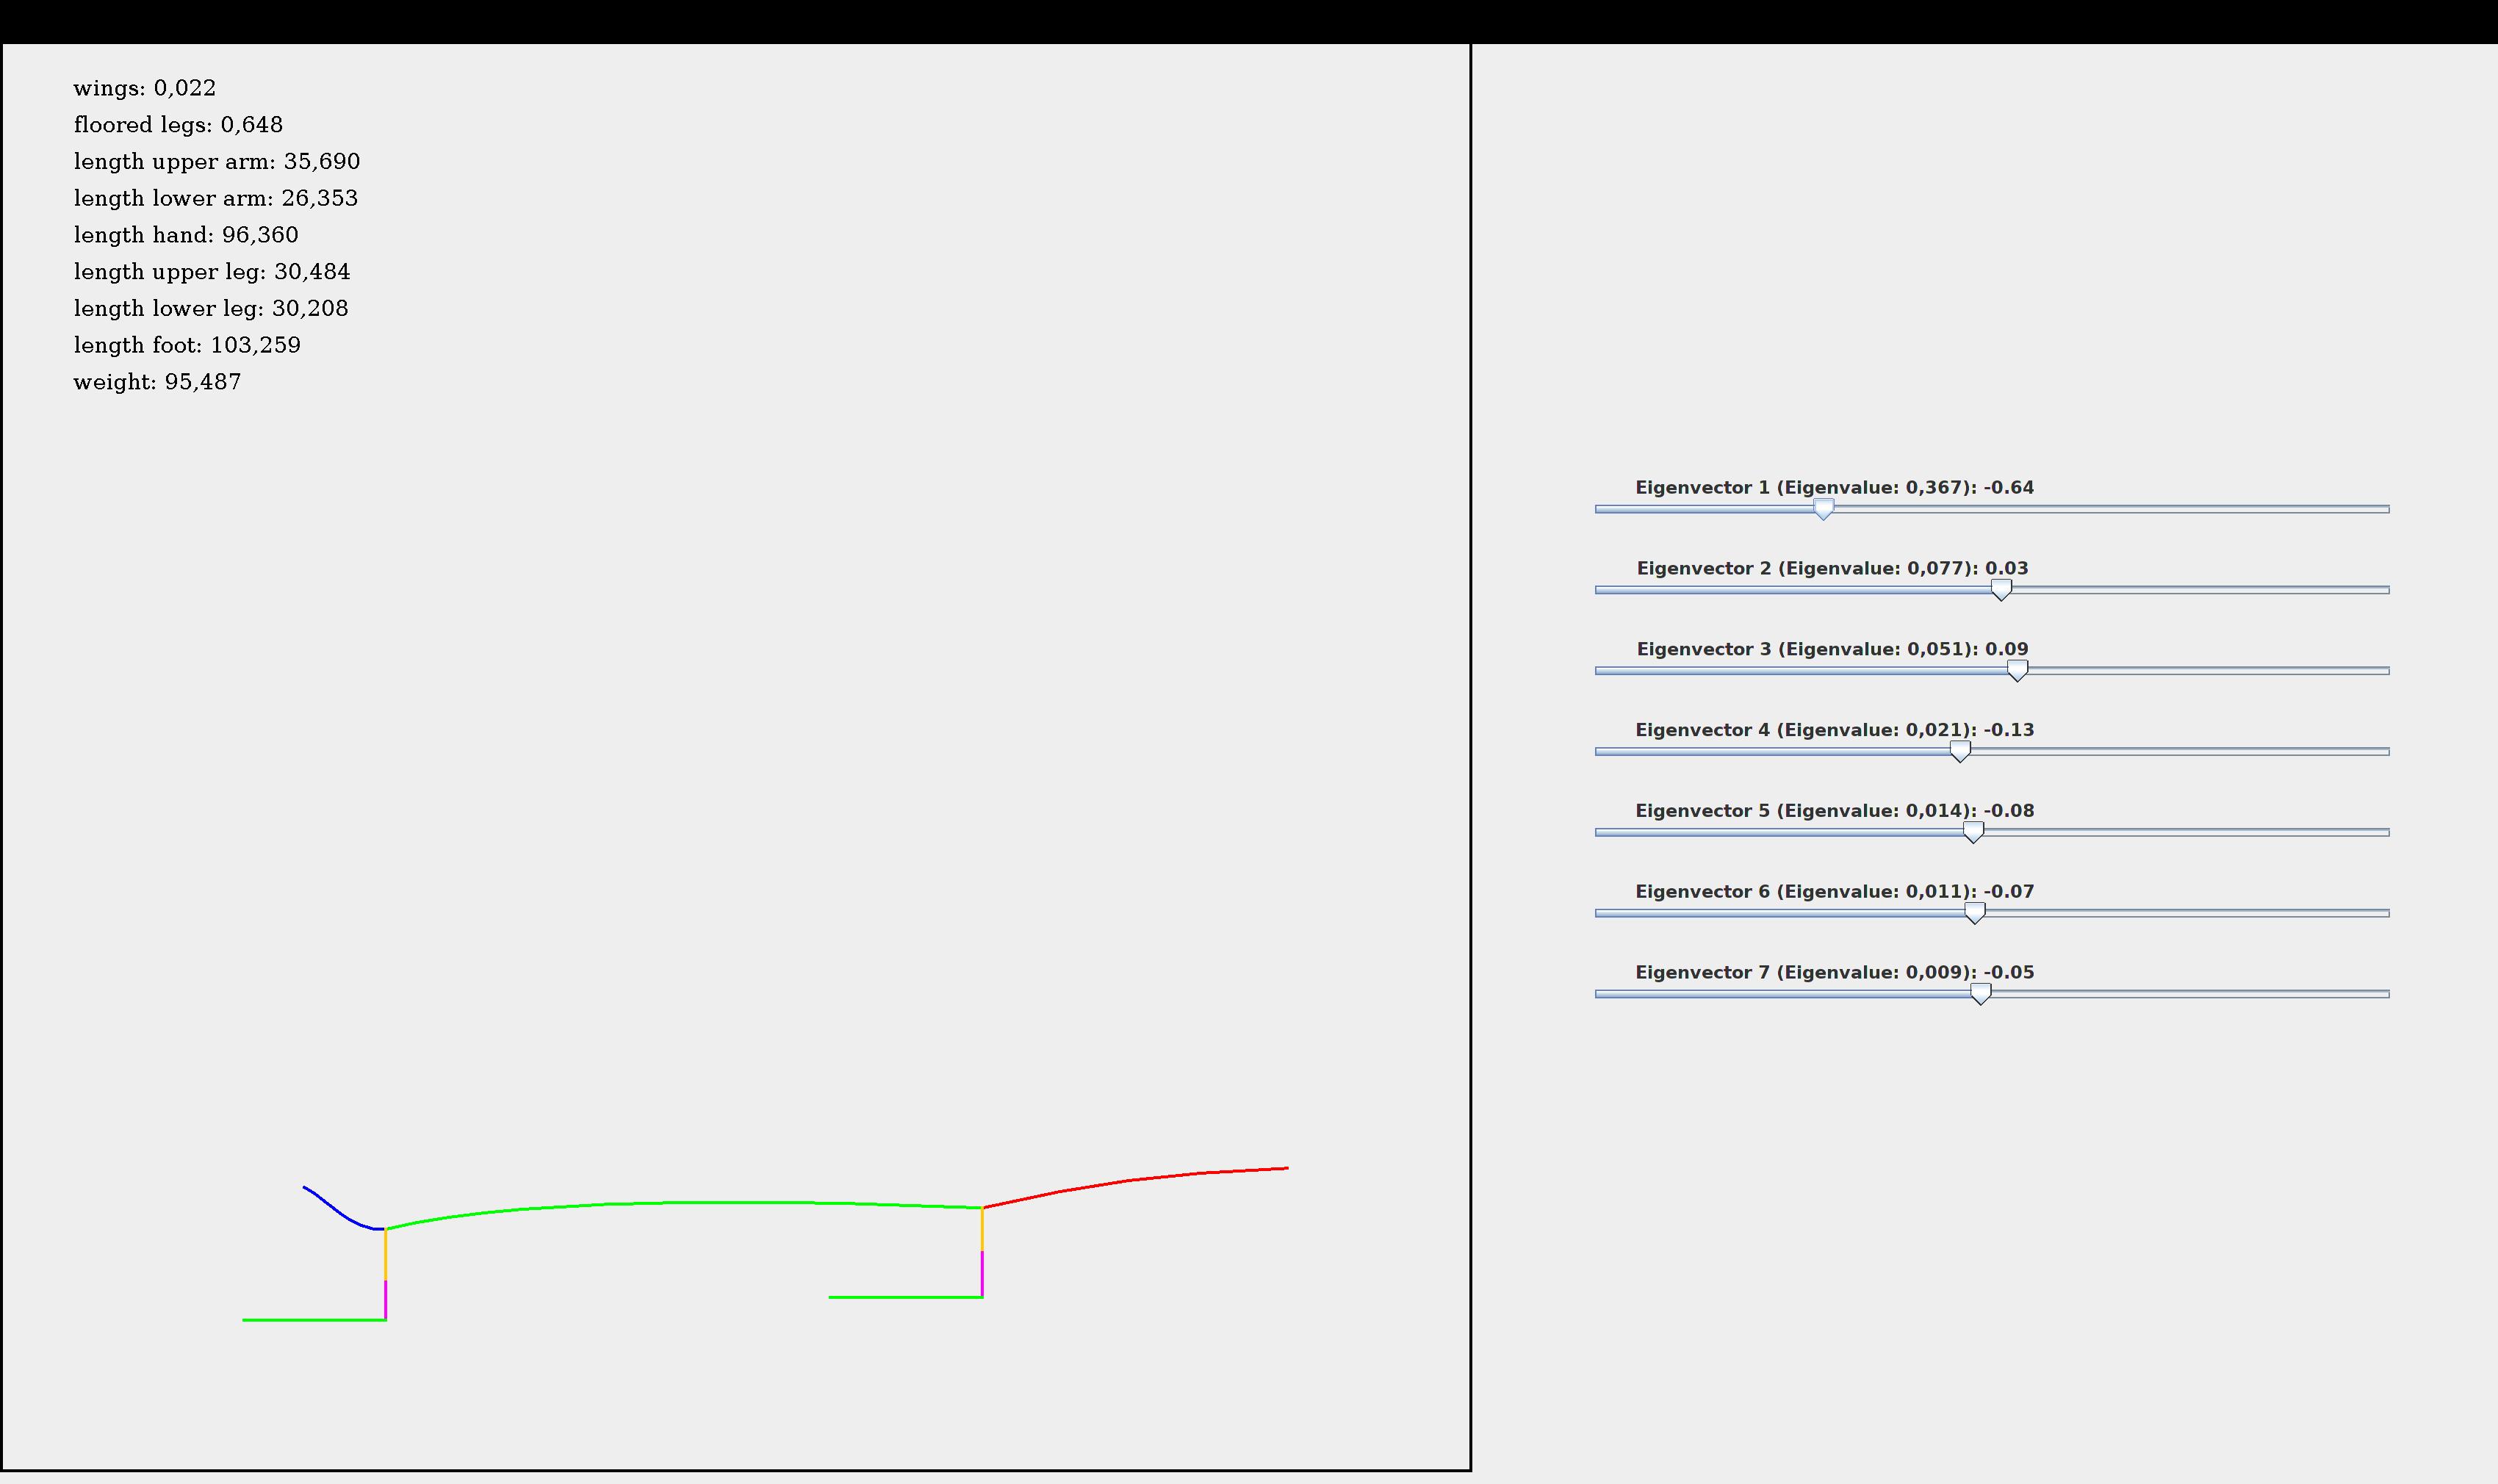 wings: 0,022
floored legs: 0,648
length upper arm: 35,690
length lower arm: 26,353
length hand: 96,360
length upper leg: 30,484
length lower leg: 30,208
length foot: 103,259
weight: 95,487
Eigenvector 1 (Eigenvalue: 0,367): -0.64
Eigenvector 2 (Eigenvalue: 0,077): 0.03
Eigenvector 3 (Eigenvalue: 0,051): 0.09
Eigenvector 4 (Eigenvalue: 0,021): -0.13
Eigenvector 5 (Eigenvalue: 0,014): -0.08
Eigenvector 6 (Eigenvalue: 0,011): -0.07
Eigenvector 7 (Eigenvalue: 0,009): -0.05